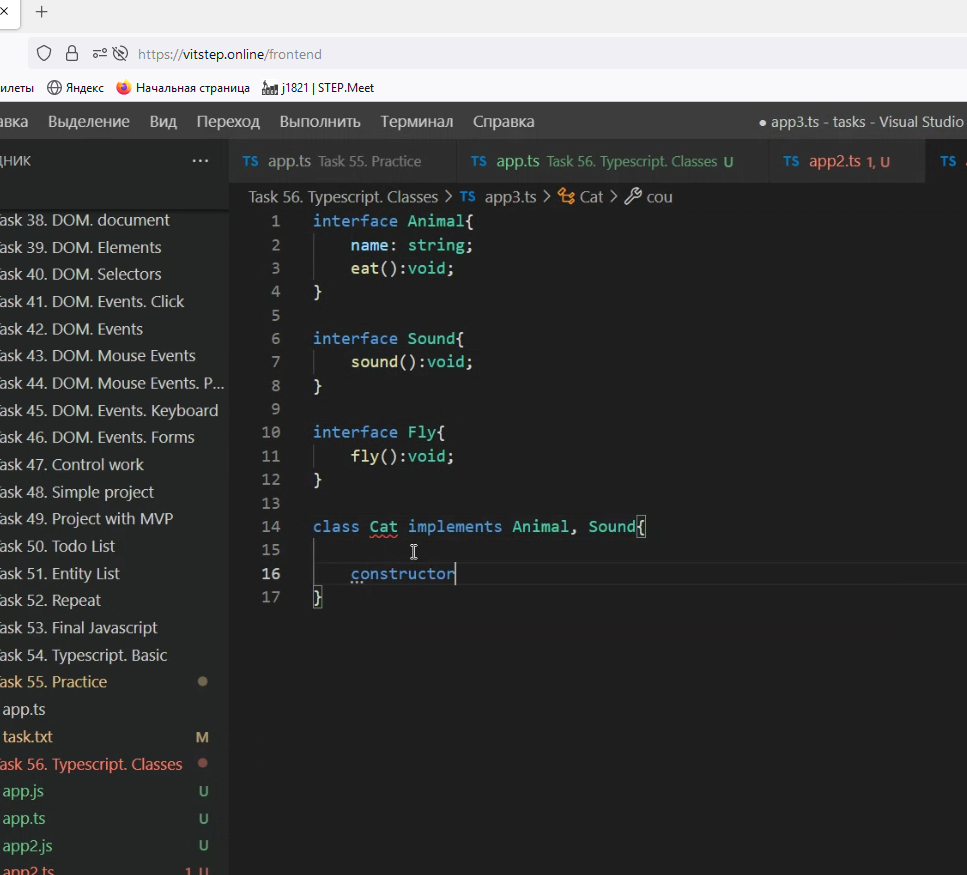 https://vitstep.online/frontend
илеты Яндекс Начальная страница j1821 | STEP.Meet
авка Выделение Вид Переход Выполнить Терминал Справка ● app3.ts - tasks - Visual Studio
ДНИК ...
TS app.ts Task 55. Practice TS app.ts Task 56. Typescript. Classes U TS app2.ts 1, U TS
Task 56. Typescript. Classes > TS app3.ts > Cat > cou
ask 38. DOM. document
ask 39. DOM. Elements
ask 40. DOM. Selectors
ask 41. DOM. Events. Click
ask 42. DOM. Events
ask 43. DOM. Mouse Events
ask 44. DOM. Mouse Events. P...
ask 45. DOM. Events. Keyboard
ask 46. DOM. Events. Forms
ask 47. Control work
ask 48. Simple project
ask 49. Project with MVP
ask 50. Todo List
ask 51. Entity List
ask 52. Repeat
ask 53. Final Javascript
ask 54. Typescript. Basic
ask 55. Practice
app.ts
task.txt M
ask 56. Typescript. Classes
app.js U
app.ts U
app2.js U
app2.ts 1, U
1 interface Animal{
2 name: string;
3 eat():void;
4 }
5
6 interface Sound{
7 sound():void;
8 }
9
10 interface Fly{
11 fly():void;
12 }
13
14 class Cat implements Animal, Sound{
15
16 constructor
17 }